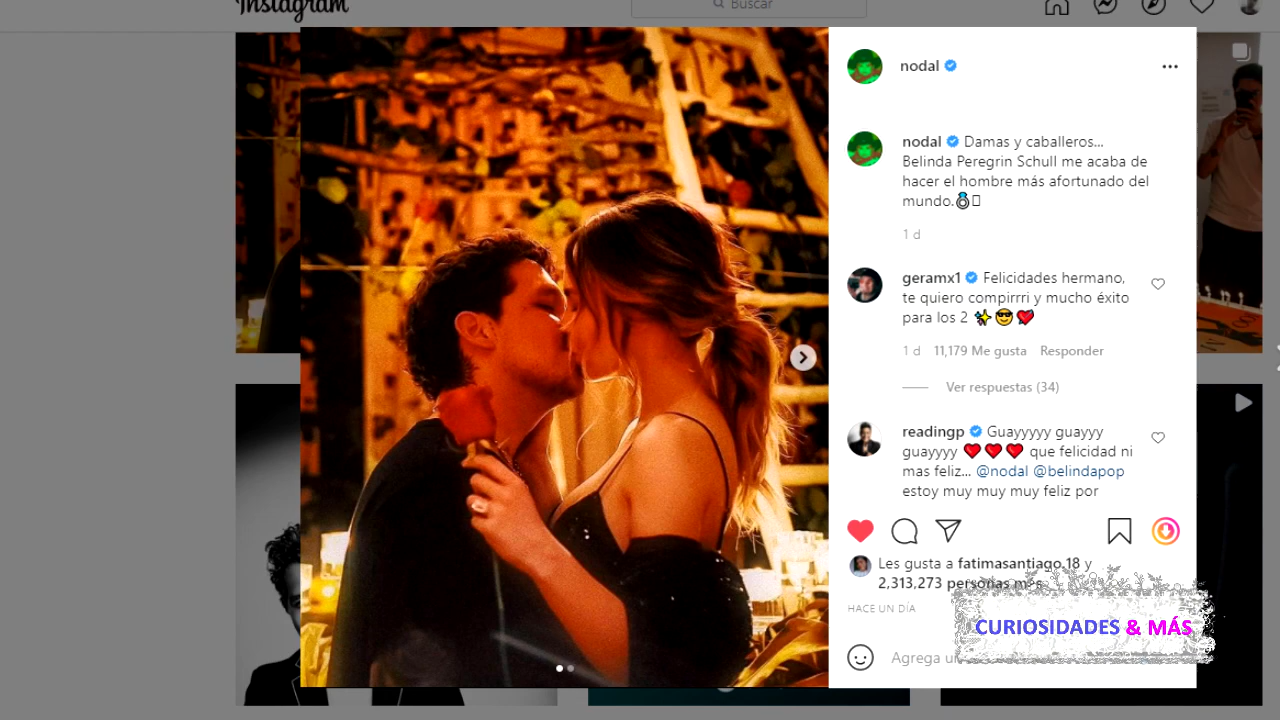 Instagram
Buscar
nodal
nodal Damas y caballeros...
Belinda Peregrin Schull me acaba de
hacer el hombre más afortunado del
mundo.
1 d
geramx1 Felicidades hermano,
te quiero compirrri y mucho éxito
para los 2
1 d 11,179 Me gusta Responder
Ver respuestas (34)
readingp Guayyyyy guayyy
guayyyy que felicidad ni
mas feliz... @nodal @belindapop
estoy muy muy muy feliz por
Les gusta a fatimasantiago.18 y
2,313,273 personas más
HACE UN DÍA
CURIOSIDADES & MÁS
Agrega